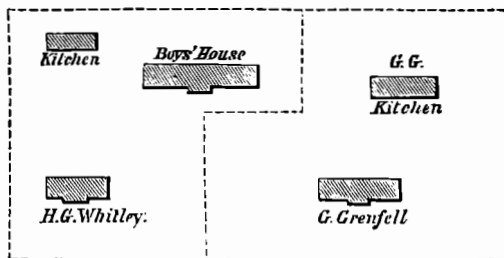 Kitchen
Boys' House
G. G.
Kitchen
H. G. Whitley.
G. Grenfell